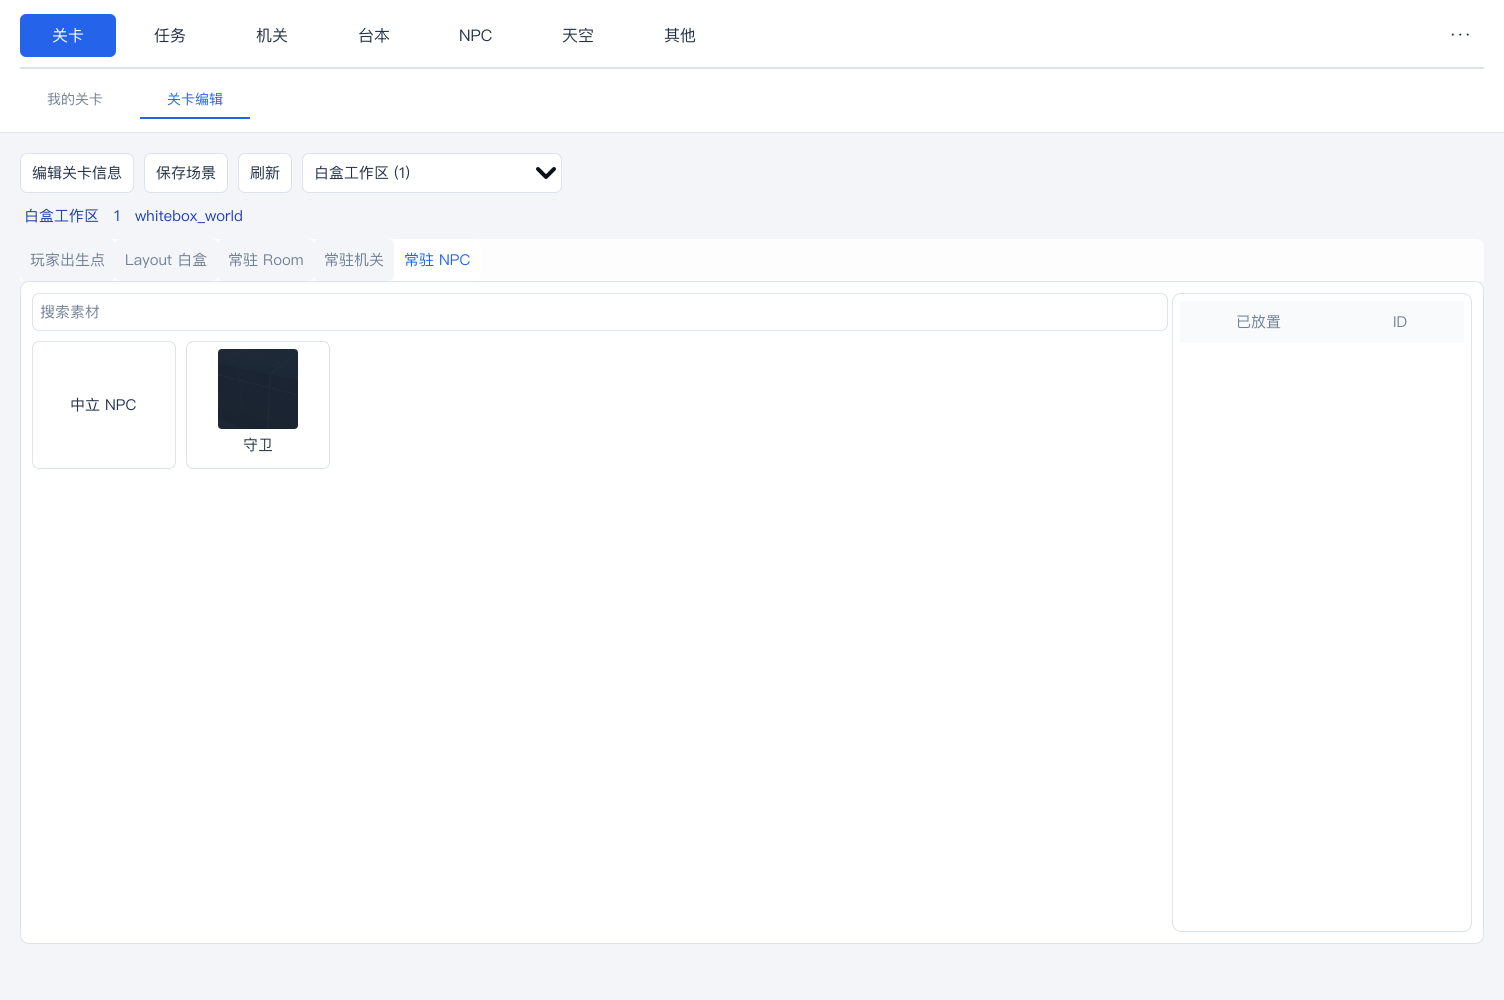 关卡 任务 机关 台本 NPC 天空 其他 ...
我的关卡 关卡编辑
编辑关卡信息 保存场景 刷新 白盒工作区 (1)
白盒工作区 1 whitebox_world
玩家出生点 Layout 白盒 常驻 Room 常驻机关 常驻 NPC
搜索素材
已放置 ID
中立 NPC
守卫